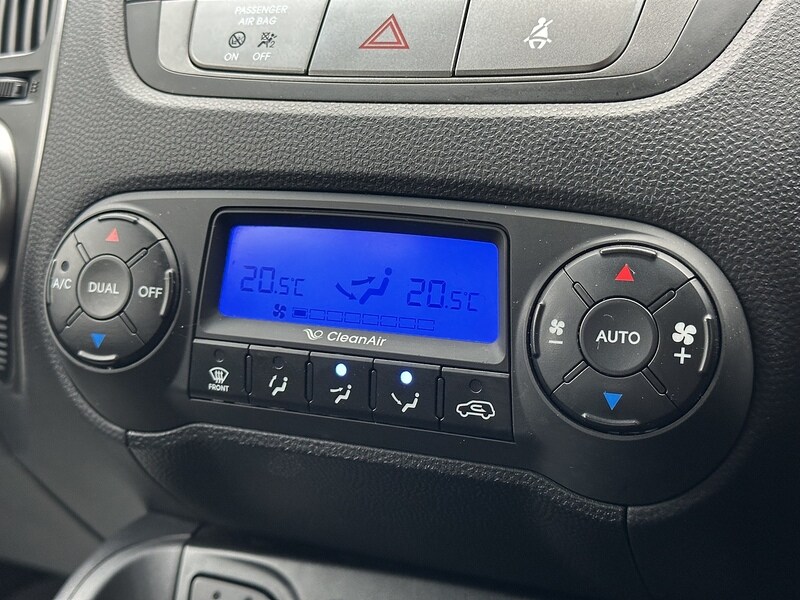 PASSENGER
AIR BAG
ON OFF
20.5°C 20.5°C
CleanAir
A/C DUAL OFF
AUTO
FRONT